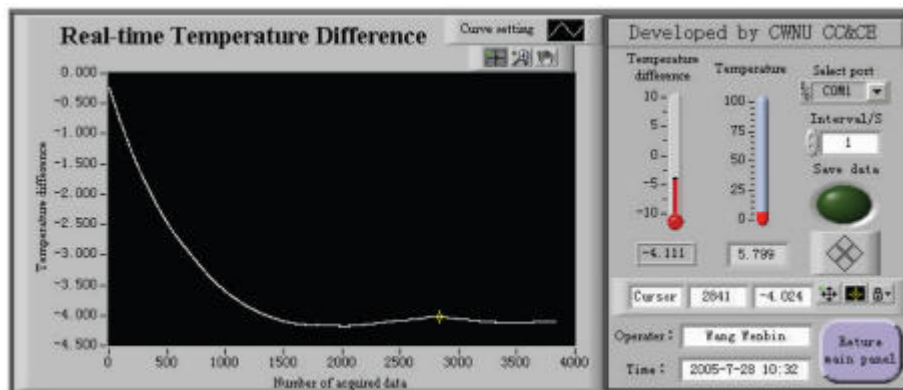 Real-time Temperature Difference
Curve setting
0.000
-0.500
-1.000
-1.500
-2.000
-2.500
-3.000
-3.500
-4.000
-4.500
Temperature difference
0 500 1000 1500 2000 2500 3000 3500 4000
Number of acquired data
Developed by CWNU CC&CE
Temperature
difference
10
5
0
-5
-10
-4.111
Temperature
100
75
50
25
0
5.799
Select port
COM1
Interval/S
1
Save data
Cursor 2841 -4.024
Operater: Wang Wenbin
Time: 2005-7-28 10:32
Reture
main panel